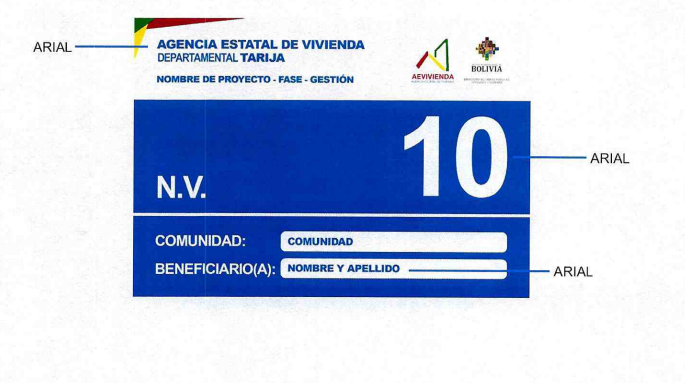 ARIAL
AGENCIA ESTATAL DE VIVIENDA
DEPARTAMENTAL TARIJA
NOMBRE DE PROYECTO - FASE - GESTIÓN
AEVIVIENDA
BOLIVIA
10
ARIAL
N.V.
COMUNIDAD: COMUNIDAD
BENEFICIARIO(A): NOMBRE Y APELLIDO
ARIAL